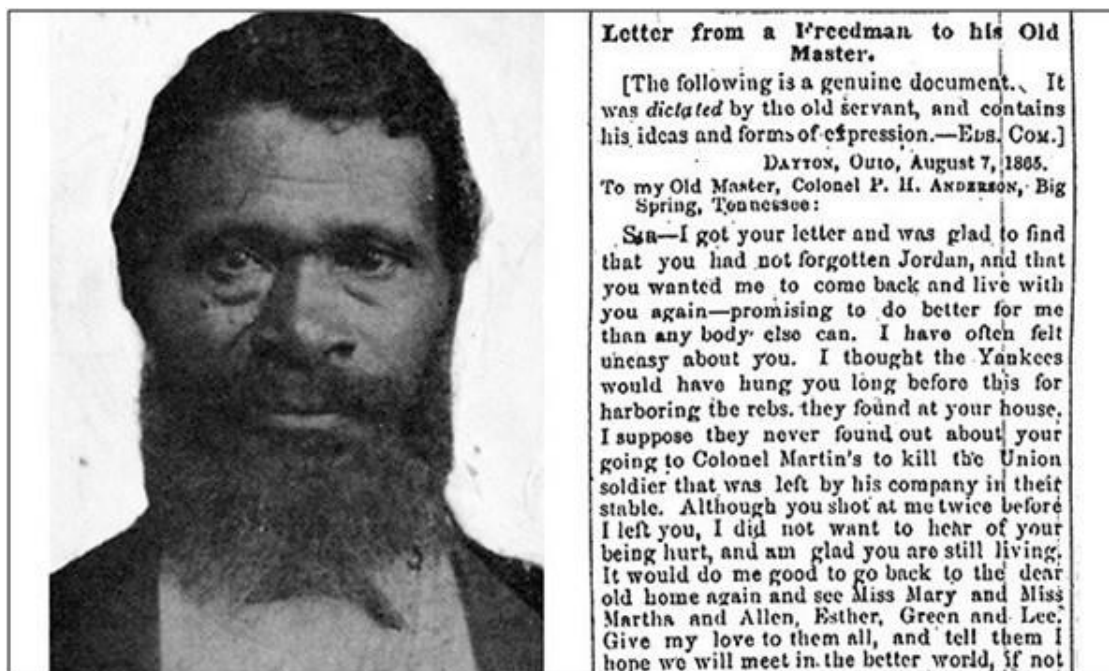 Letter from a Freedman to his Old
Master.
[The following is a genuine document. It
was dictated by the old servant, and contains
his ideas and forms of expression.—EDS. COM.]
DAYTON, OHIO, August 7, 1865.
To my Old Master, Colonel P. H. ANDERSON, Big
Spring, Tennessee:
SIR—I got your letter and was glad to find
that you had not forgotten Jordan, and that
you wanted me to come back and live with
you again—promising to do better for me
than any body else can. I have often felt
uneasy about you. I thought the Yankees
would have hung you long before this for
harboring the rebs. they found at your house.
I suppose they never found out about your
going to Colonel Martin's to kill the Union
soldier that was left by his company in their
stable. Although you shot at me twice before
I left you, I did not want to hear of your
being hurt, and am glad you are still living.
It would do me good to go back to the dear
old home again and see Miss Mary and Miss
Martha and Allen, Esther, Green and Lee.
Give my love to them all, and tell them I
hope we will meet in the better world, if not